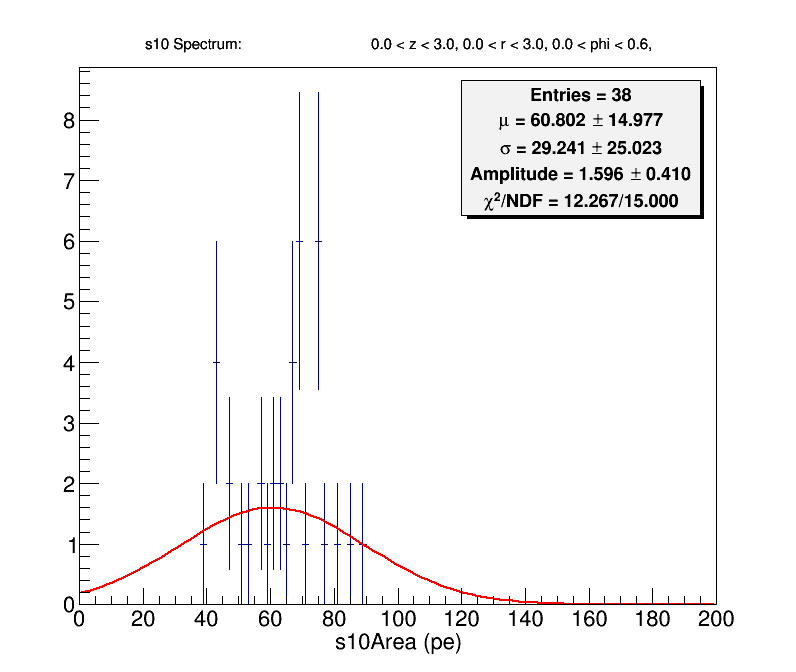 s10 Spectrum: 0.0 < z < 3.0, 0.0 < r < 3.0, 0.0 < phi < 0.6,
Entries = 38
μ = 60.802 ± 14.977
σ = 29.241 ± 25.023
Amplitude = 1.596 ± 0.410
χ²/NDF = 12.267/15.000
8
7
6
5
4
3
2
1
0
0 20 40 60 80 100 120 140 160 180 200
s10Area (pe)